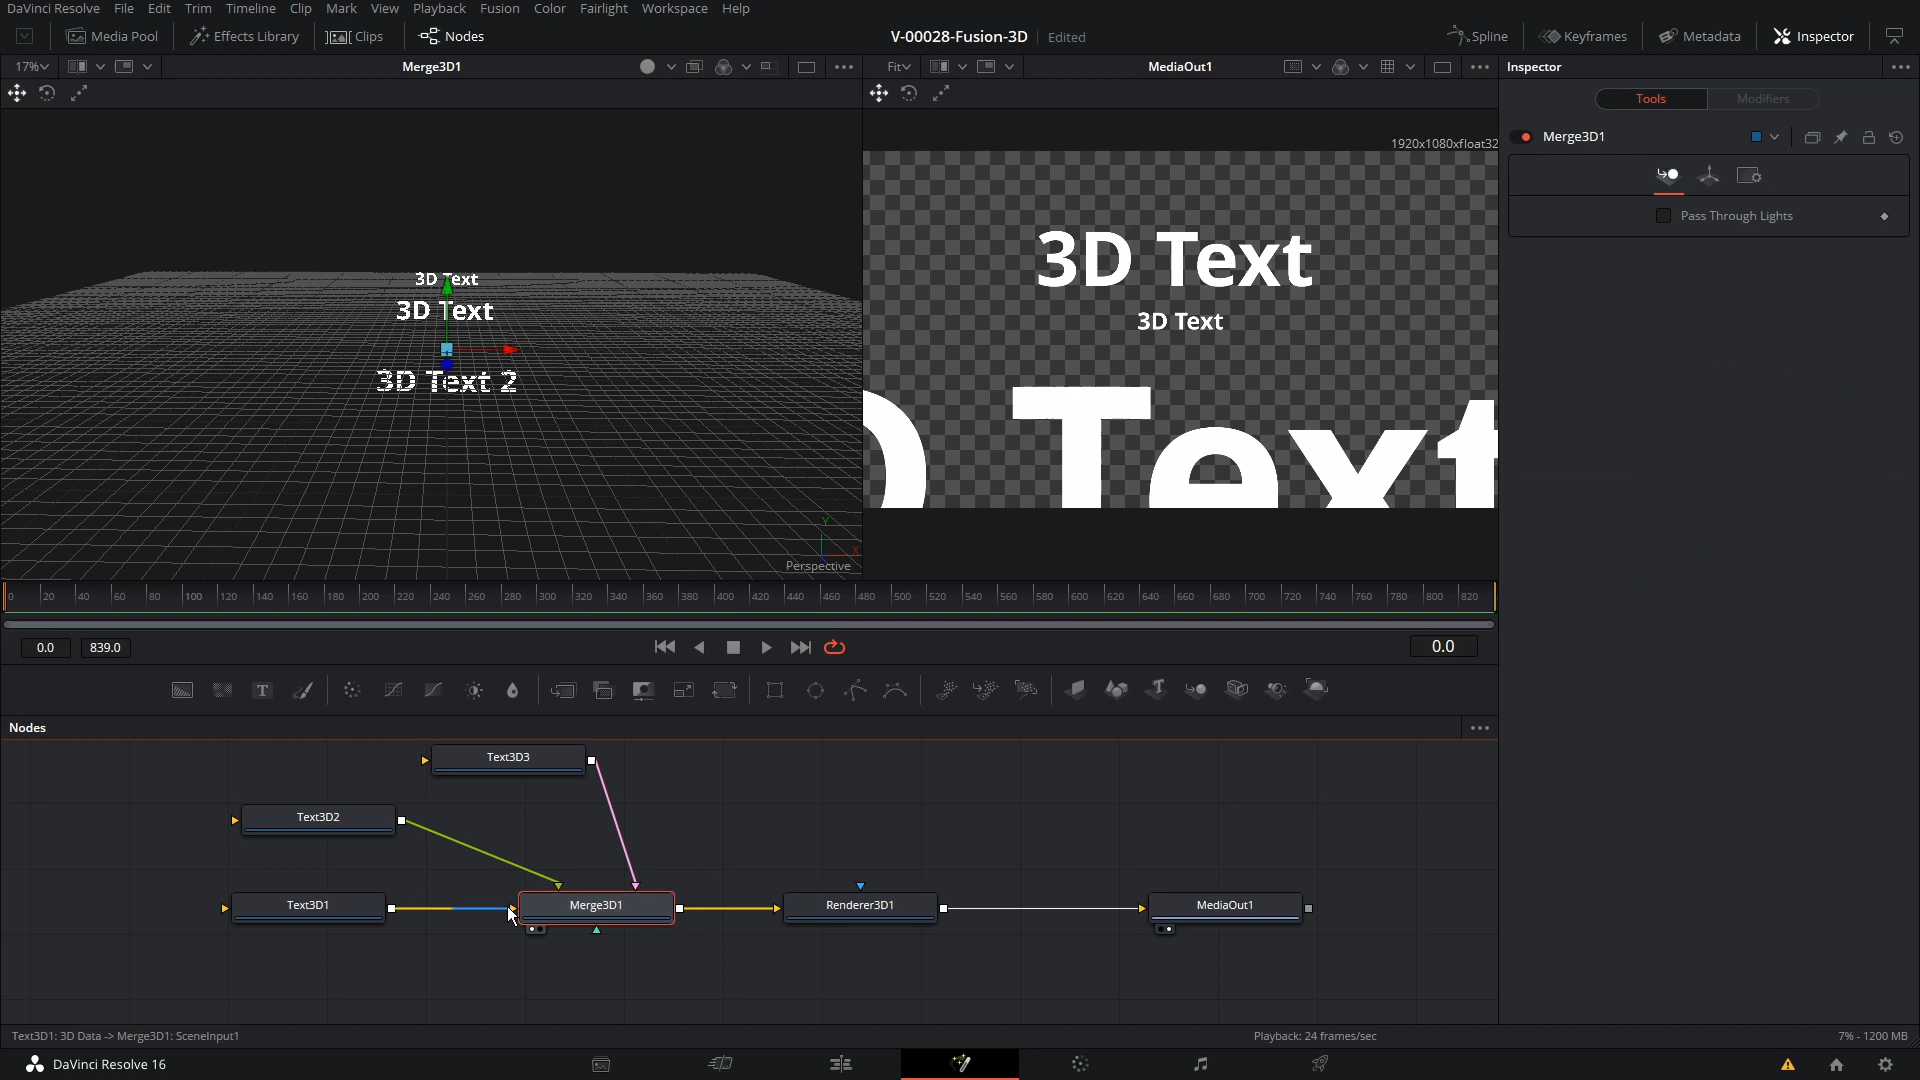 DaVinci Resolve File Edit Trim Timeline Clip Mark View Playback Fusion Color Fairlight Workspace Help
Media Pool Effects Library Clips Nodes V-00028-Fusion-3D Edited Spline Keyframes Metadata Inspector
17% Merge3D1 Fit MediaOut1 Inspector
Tools Modifiers
Merge3D1
1920x1080xfloat32
Pass Through Lights
3D Text
3D Text
3D Text 2
3D Text
3D Text
Text
Y
X
Perspective
0 20 40 60 80 100 120 140 160 180 200 220 240 260 280 300 320 340 360 380 400 420 440 460 480 500 520 540 560 580 600 620 640 660 680 700 720 740 760 780 800 820
0.0 839.0 0.0
Nodes
Text3D3
Text3D2
Text3D1 Merge3D1 Renderer3D1 MediaOut1
Text3D1: 3D Data -> Merge3D1: SceneInput1 Playback: 24 frames/sec 7% - 1200 MB
DaVinci Resolve 16